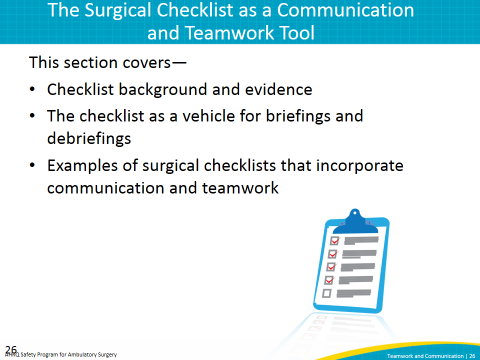 The Surgical Checklist as a Communication
and Teamwork Tool
This section covers—
• Checklist background and evidence
• The checklist as a vehicle for briefings and
debriefings
• Examples of surgical checklists that incorporate
communication and teamwork
26
AHRQ Safety Program for Ambulatory Surgery
Teamwork and Communication | 26